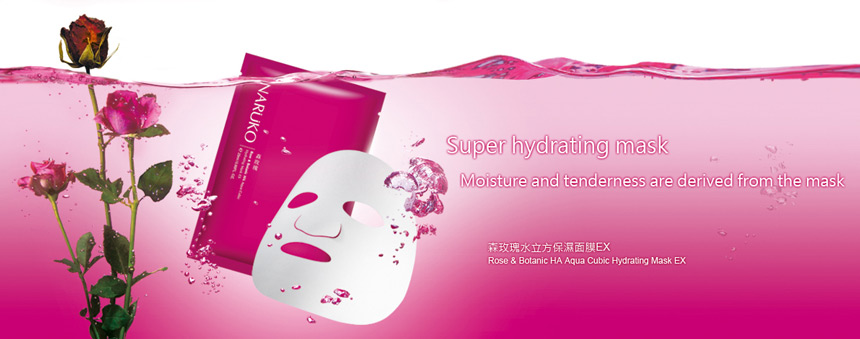 NARUKO
Super hydrating mask
Moisture and tenderness are derived from the mask
森玫瑰水立方保濕面膜EX
Rose & Botanic HA Aqua Cubic Hydrating Mask EX